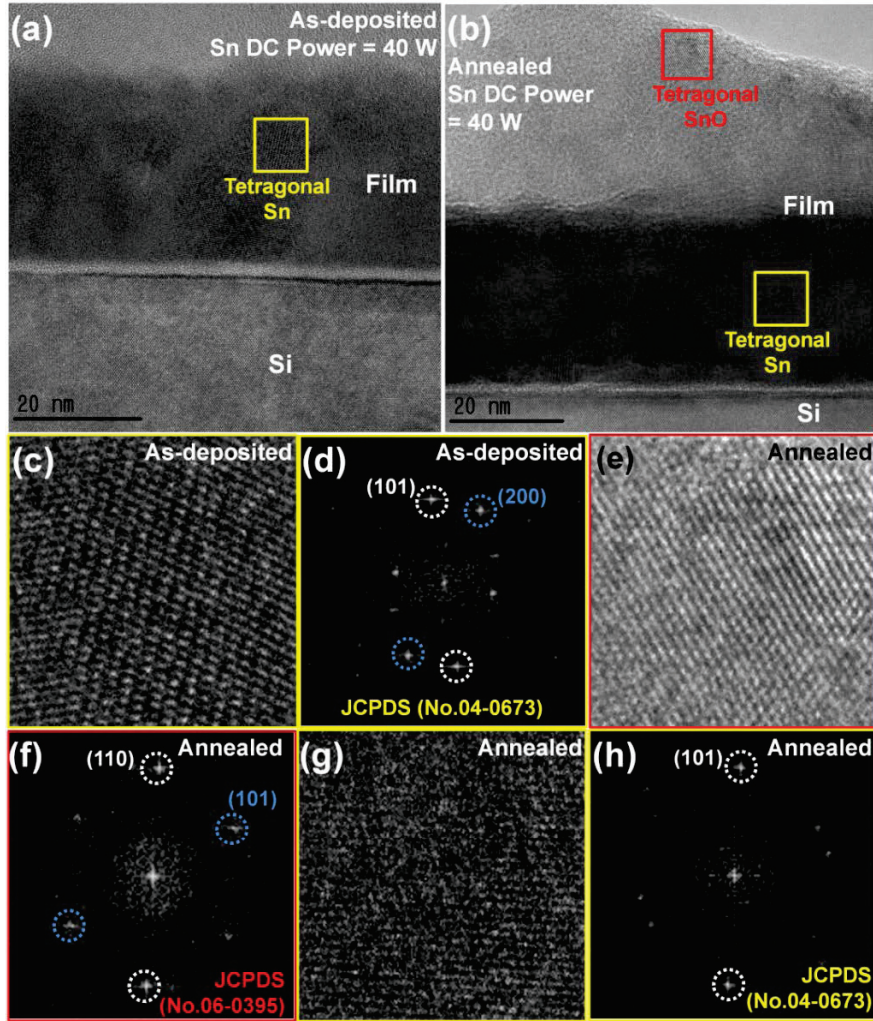 (a)
As-deposited
Sn DC Power = 40 W
Tetragonal
Sn
Film
Si
20 nm
(b)
Annealed
Sn DC Power
= 40 W
Tetragonal
SnO
Film
Tetragonal
Sn
20 nm
Si
(c)
As-deposited
(d)
As-deposited
(101)
(200)
JCPDS (No.04-0673)
(e)
Annealed
(f)
Annealed
(110)
(101)
JCPDS
(No.06-0395)
(g)
Annealed
(h)
Annealed
(101)
JCPDS
(No.04-0673)